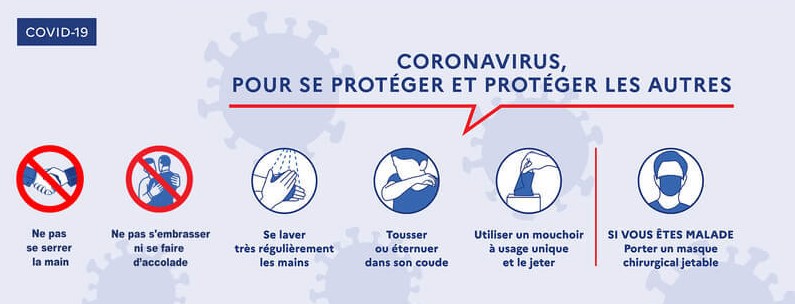 COVID-19
CORONAVIRUS,
POUR SE PROTÉGER ET PROTÉGER LES AUTRES
Ne pas
se serrer
la main
Ne pas s'embrasser
ni se faire
d'accolade
Se laver
très régulièrement
les mains
Tousser
ou éternuer
dans son coude
Utiliser un mouchoir
à usage unique
et le jeter
SI VOUS ÊTES MALADE
Porter un masque
chirurgical jetable